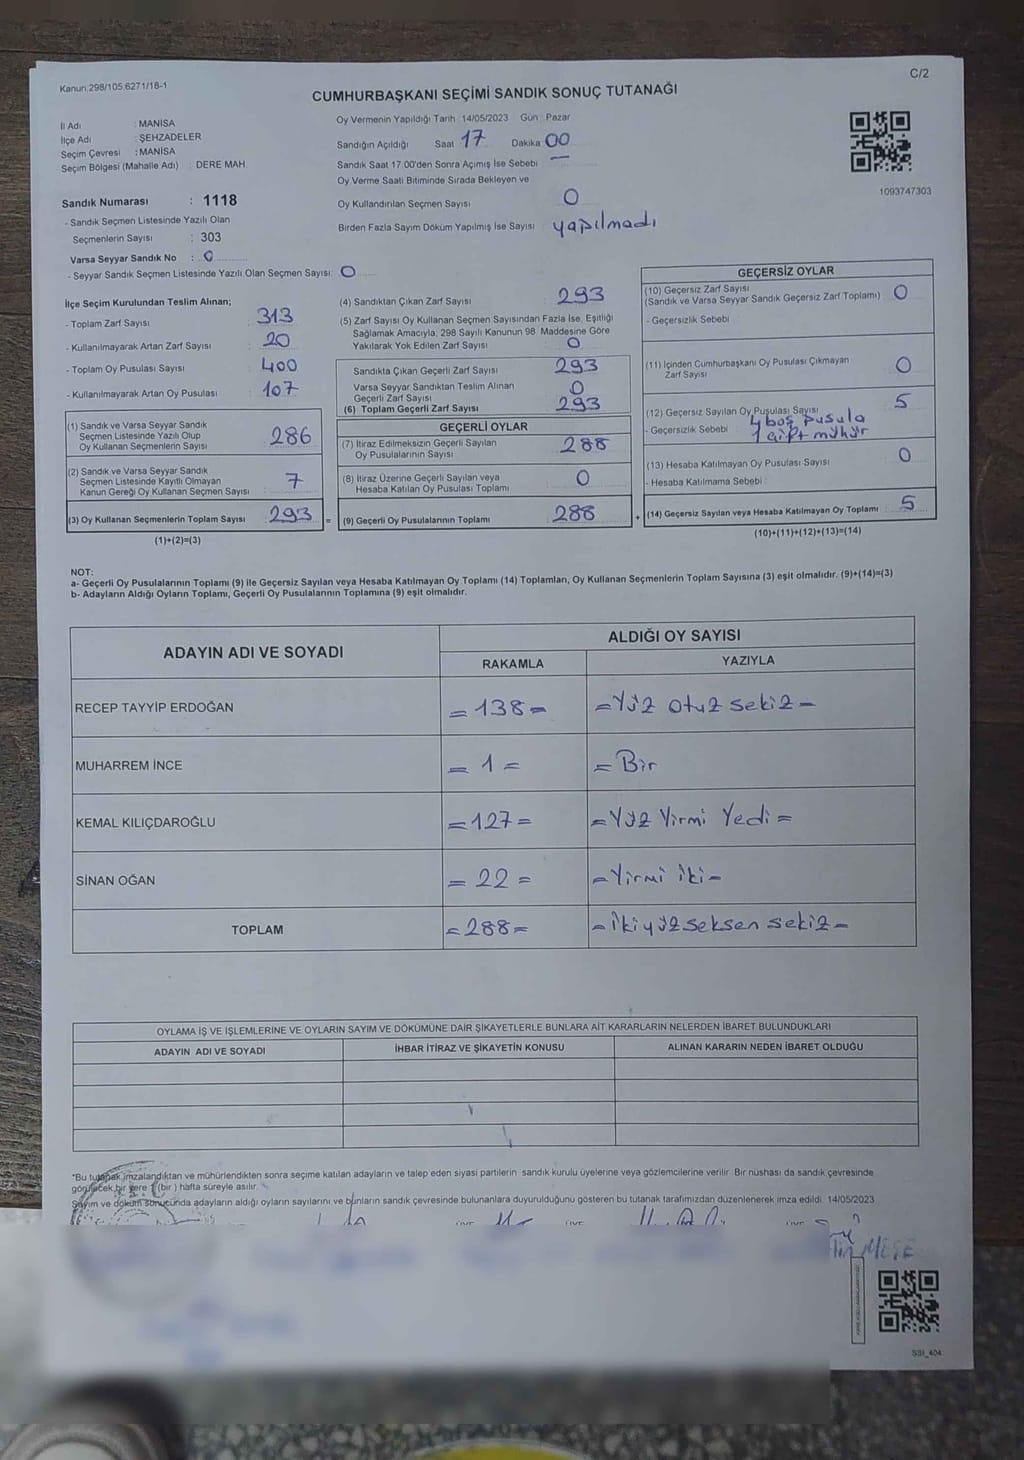 Kanun:298/105 6271/18-1
C/2
CUMHURBAŞKANI SEÇİMİ SANDIK SONUÇ TUTANAĞI
İl Adı : MANİSA
İlçe Adı : ŞEHZADELER
Seçim Çevresi : MANİSA
Seçim Bölgesi (Mahalle Adı) : DERE MAH.
Sandık Numarası : 1118
- Sandık Seçmen Listesinde Yazılı Olan
Seçmenlerin Sayısı : 303
Varsa Seyyar Sandık No : 0
- Seyyar Sandık Seçmen Listesinde Yazılı Olan Seçmen Sayısı: 0
Oy Vermenin Yapıldığı Tarih : 14/05/2023 Gün : Pazar
Sandığın Açıldığı Saat 17 Dakika 00
Sandık Saat 17.00'den Sonra Açımış İse Sebebi —
Oy Verme Saati Bitiminde Sırada Bekleyen ve
Oy Kullandırılan Seçmen Sayısı 0
Birden Fazla Sayım Döküm Yapılmış İse Sayısı yapılmadı
1093747303
İlçe Seçim Kurulundan Teslim Alınan;
- Toplam Zarf Sayısı 313
- Kullanılmayarak Artan Zarf Sayısı 20
- Toplam Oy Pusulası Sayısı 400
- Kullanılmayarak Artan Oy Pusulası 107
(1) Sandık ve Varsa Seyyar Sandık
Seçmen Listesinde Yazılı Olup
Oy Kullanan Seçmenlerin Sayısı 286
(2) Sandık ve Varsa Seyyar Sandık
Seçmen Listesinde Kayıtlı Olmayan
Kanun Gereği Oy Kullanan Seçmen Sayısı 7
(3) Oy Kullanan Seçmenlerin Toplam Sayısı 293 =
(1)+(2)=(3)
(4) Sandıktan Çıkan Zarf Sayısı 293
(5) Zarf Sayısı Oy Kullanan Seçmen Sayısından Fazla İse, Eşitliği
Sağlamak Amacıyla, 298 Sayılı Kanunun 98. Maddesine Göre
Yakılarak Yok Edilen Zarf Sayısı 0
Sandıkta Çıkan Geçerli Zarf Sayısı 293
Varsa Seyyar Sandıktan Teslim Alınan
Geçerli Zarf Sayısı 0
(6) Toplam Geçerli Zarf Sayısı 293
GEÇERLİ OYLAR
(7) İtiraz Edilmeksizin Geçerli Sayılan
Oy Pusulalarının Sayısı 288
(8) İtiraz Üzerine Geçerli Sayılan veya
Hesaba Katılan Oy Pusulası Toplamı 0
(9) Geçerli Oy Pusulalarının Toplamı 288 +
GEÇERSİZ OYLAR
(10) Geçersiz Zarf Sayısı
(Sandık ve Varsa Seyyar Sandık Geçersiz Zarf Toplamı) 0
- Geçersizlik Sebebi
(11) İçinden Cumhurbaşkanı Oy Pusulası Çıkmayan
Zarf Sayısı 0
(12) Geçersiz Sayılan Oy Pusulası Sayısı 5
- Geçersizlik Sebebi 4 boş pusula
1 çift mühür
(13) Hesaba Katılmayan Oy Pusulası Sayısı 0
- Hesaba Katılmama Sebebi
(14) Geçersiz Sayılan veya Hesaba Katılmayan Oy Toplamı 5
(10)+(11)+(12)+(13)=(14)
NOT:
a- Geçerli Oy Pusulalarının Toplamı (9) ile Geçersiz Sayılan veya Hesaba Katılmayan Oy Toplamı (14) Toplamları, Oy Kullanan Seçmenlerin Toplam Sayısına (3) eşit olmalıdır. (9)+(14)=(3)
b- Adayların Aldığı Oyların Toplamı, Geçerli Oy Pusulalarının Toplamına (9) eşit olmalıdır.
ADAYIN ADI VE SOYADI ALDIĞI OY SAYISI
RAKAMLA YAZIYLA
RECEP TAYYİP ERDOĞAN = 138 = = Yüz otuz sekiz =
MUHARREM İNCE = 1 = = Bir
KEMAL KILIÇDAROĞLU = 127 = = Yüz Yirmi Yedi =
SİNAN OĞAN = 22 = = Yirmi iki =
TOPLAM = 288 = = İki yüz seksen sekiz =
OYLAMA İŞ VE İŞLEMLERİNE VE OYLARIN SAYIM VE DÖKÜMÜNE DAİR ŞİKAYETLERLE BUNLARA AİT KARARLARIN NELERDEN İBARET BULUNDUKLARI
ADAYIN ADI VE SOYADI İHBAR İTİRAZ VE ŞİKAYETİN KONUSU ALINAN KARARIN NEDEN İBARET OLDUĞU
*Bu tutanak imzalandıktan ve mühürlendikten sonra seçime katılan adayların ve talep eden siyasi partilerin sandık kurulu üyelerine veya gözlemcilerine verilir. Bir nüshası da sandık çevresinde
görülecek bir yere 1 (bir) hafta süreyle asılır.
Sayım ve döküm sonucunda adayların aldığı oyların sayılarını ve bunların sandık çevresinde bulunanlara duyurulduğunu gösteren bu tutanak tarafımızdan düzenlenerek imza edildi. 14/05/2023
MEŞE
SSI_404